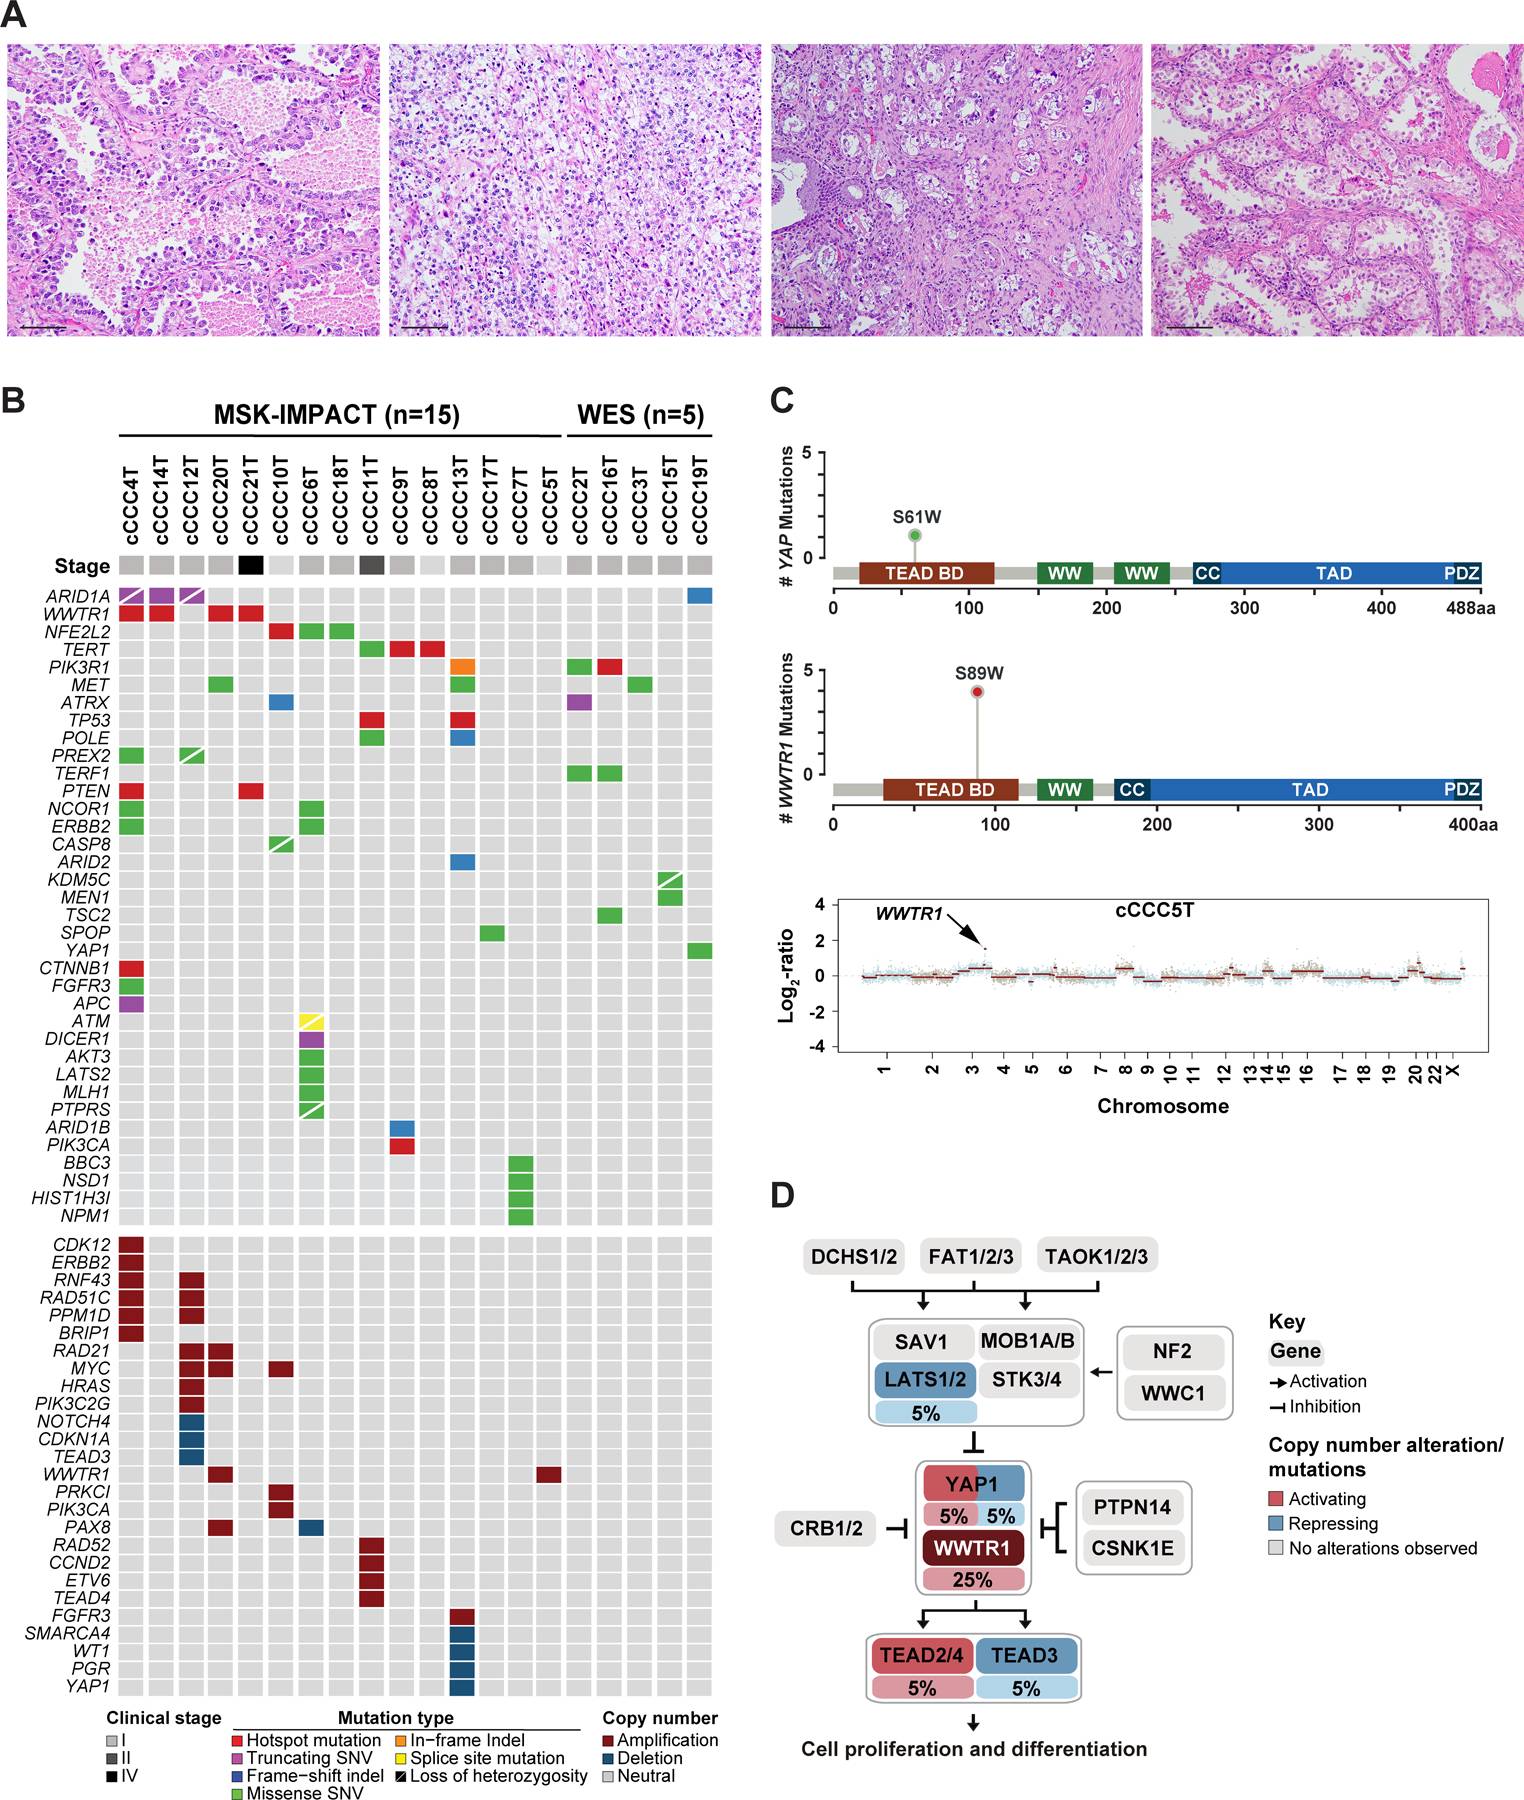 A
B
MSK-IMPACT (n=15)
WES (n=5)
cCCC4T
cCCC14T
cCCC12T
cCCC20T
cCCC21T
cCCC10T
cCCC6T
cCCC18T
cCCC11T
cCCC9T
cCCC8T
cCCC13T
cCCC17T
cCCC7T
cCCC5T
cCCC2T
cCCC16T
cCCC3T
cCCC15T
cCCC19T
Stage
ARID1A
WWTR1
NFE2L2
TERT
PIK3R1
MET
ATRX
TP53
POLE
PREX2
TERF1
PTEN
NCOR1
ERBB2
CASP8
ARID2
KDM5C
MEN1
TSC2
SPOP
YAP1
CTNNB1
FGFR3
APC
ATM
DICER1
AKT3
LATS2
MLH1
PTPRS
ARID1B
PIK3CA
BBC3
NSD1
HIST1H3I
NPM1
CDK12
ERBB2
RNF43
RAD51C
PPM1D
BRIP1
RAD21
MYC
HRAS
PIK3C2G
NOTCH4
CDKN1A
TEAD3
WWTR1
PRKCI
PIK3CA
PAX8
RAD52
CCND2
ETV6
TEAD4
FGFR3
SMARCA4
WT1
PGR
YAP1
Clinical stage
I
II
IV
Mutation type
Hotspot mutation
Truncating SNV
Frame−shift indel
Missense SNV
In−frame Indel
Splice site mutation
Loss of heterozygosity
Copy number
Amplification
Deletion
Neutral
C
# YAP Mutations
5
0
S61W
TEAD BD WW WW CC TAD PDZ
0 100 200 300 400 488aa
# WWTR1 Mutations
5
0
S89W
TEAD BD WW CC TAD PDZ
0 100 200 300 400aa
cCCC5T
WWTR1
Log2-ratio
4
2
0
-2
-4
1 2 3 4 5 6 7 8 9 10 11 12 13 14 15 16 17 18 19 20 22 X
Chromosome
D
DCHS1/2 FAT1/2/3 TAOK1/2/3
SAV1 MOB1A/B
LATS1/2 STK3/4
5%
NF2
WWC1
YAP1
5% 5%
WWTR1
25%
CRB1/2
PTPN14
CSNK1E
TEAD2/4 TEAD3
5% 5%
Cell proliferation and differentiation
Key
Gene
Activation
Inhibition
Copy number alteration/
mutations
Activating
Repressing
No alterations observed